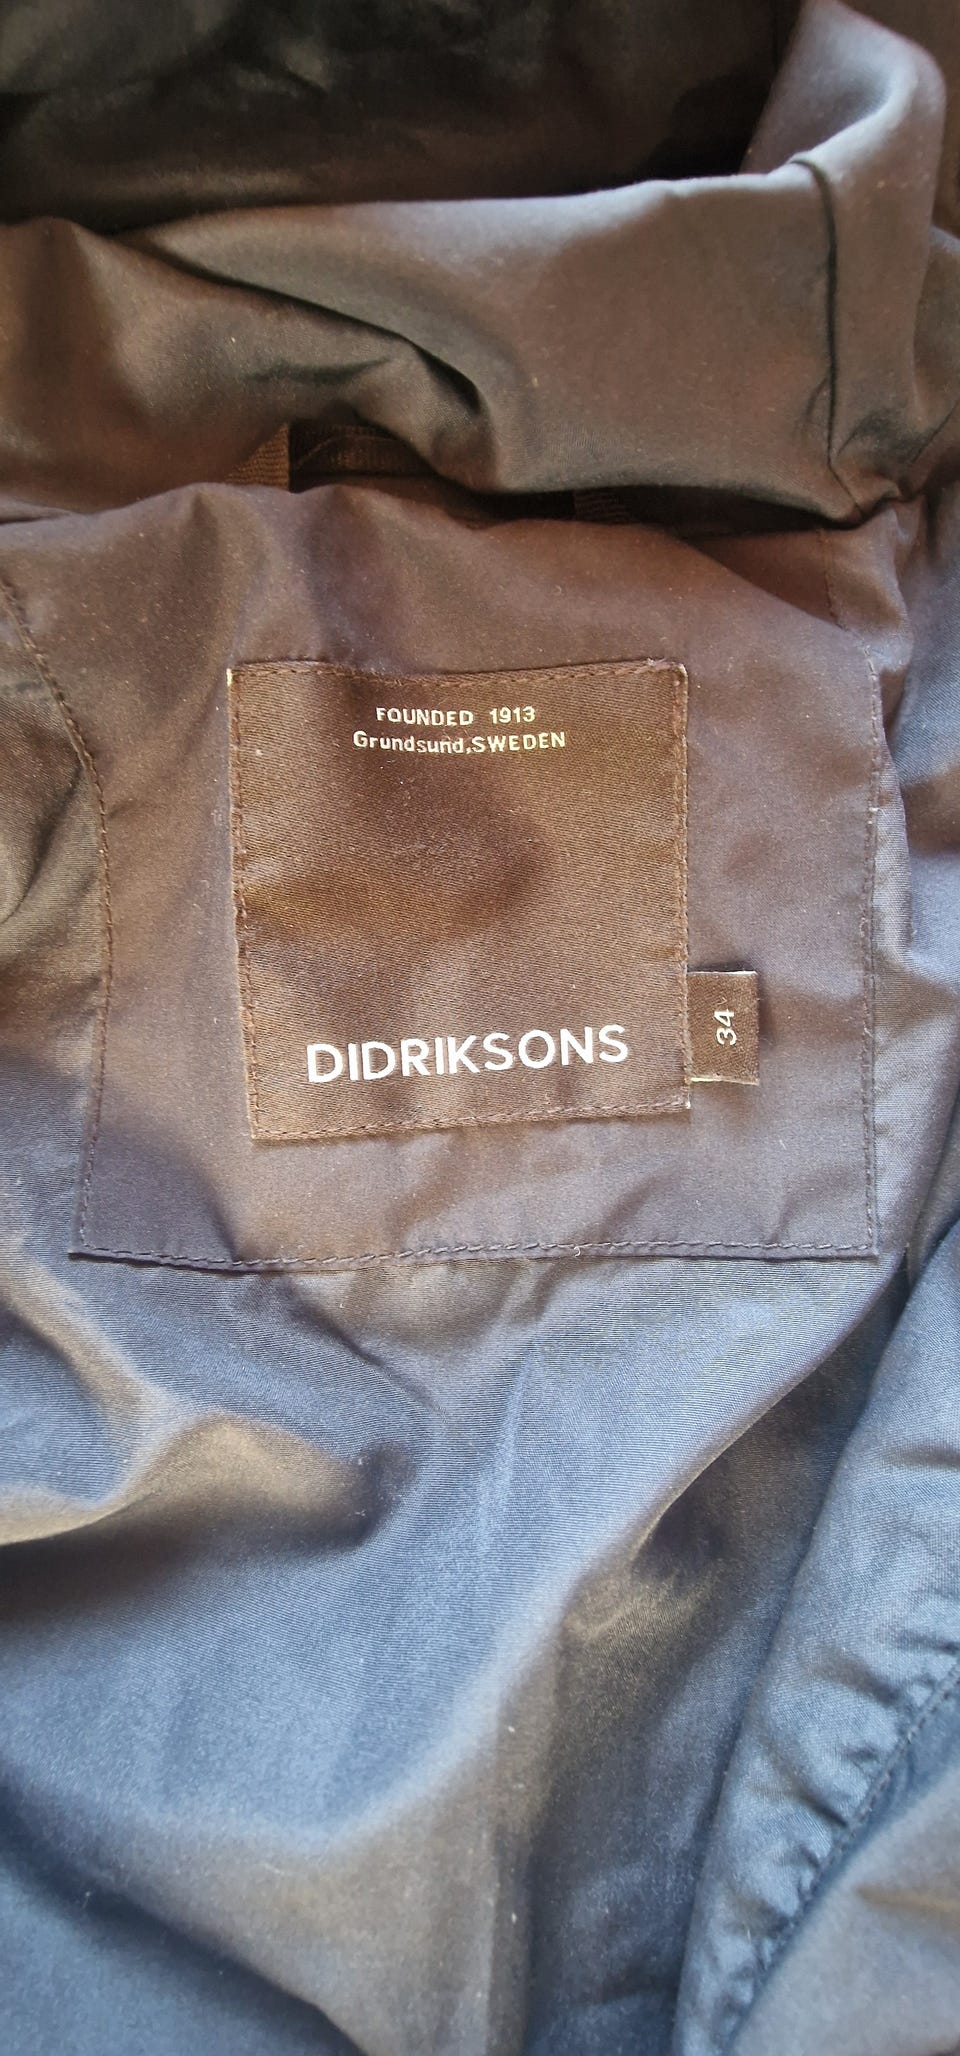 FOUNDED 1913
Grundsund,SWEDEN
DIDRIKSONS
34